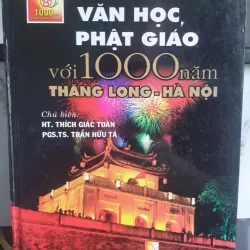 1000
VĂN HỌC,
PHẬT GIÁO
với 1000 năm
THĂNG LONG - HÀ NỘI
Chủ biên:
HT. THÍCH GIÁC TOÀN
PGS.TS. TRẦN HỮU TÁ